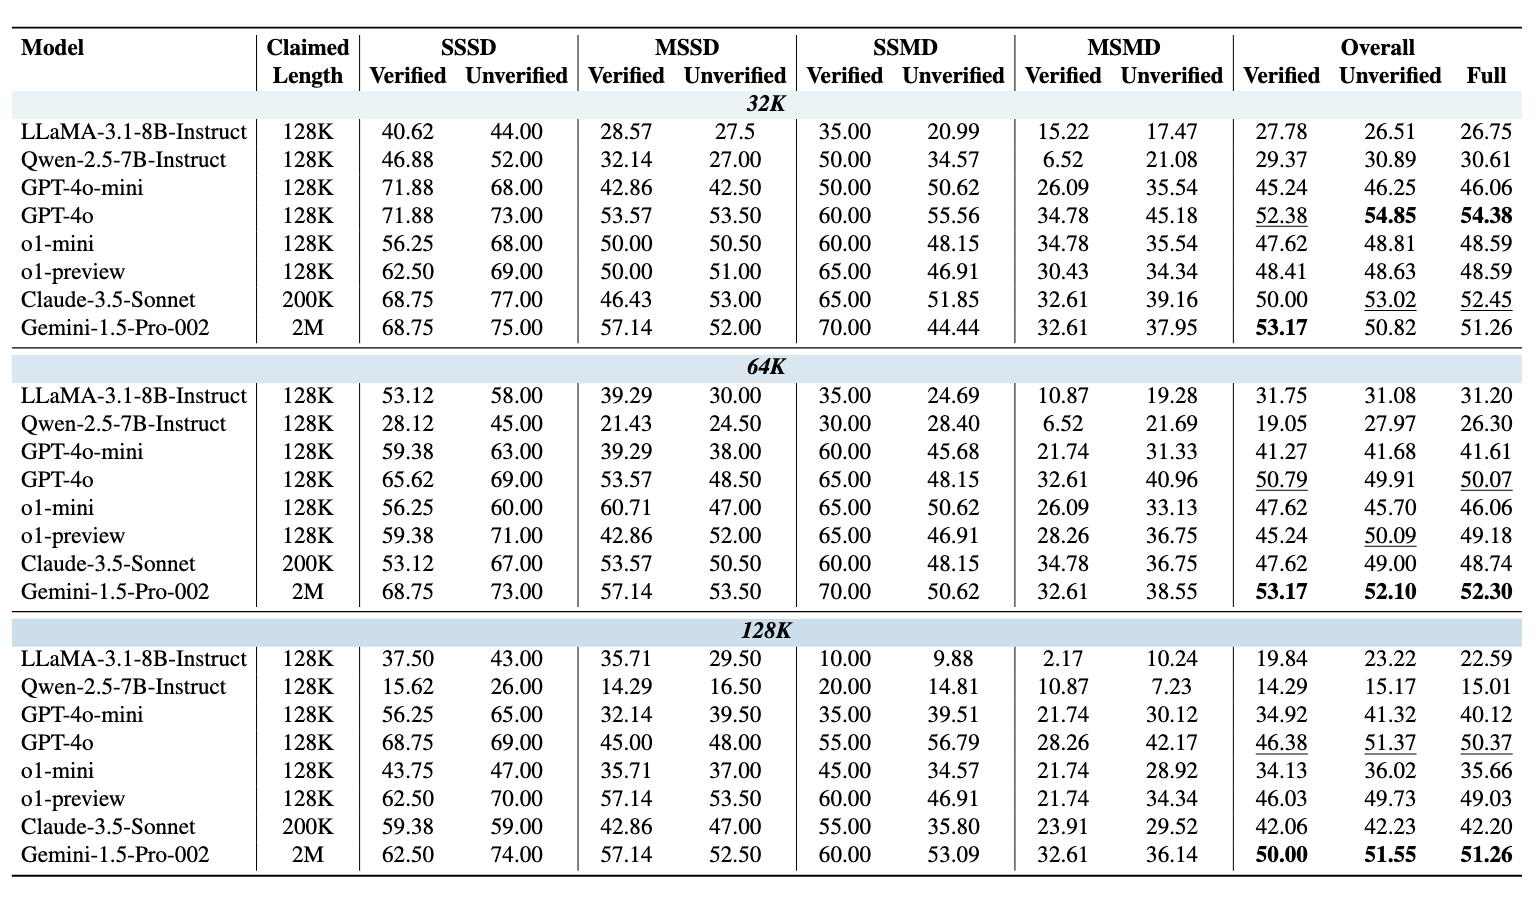 Model Claimed SSSD MSSD SSMD MSMD Overall
Length Verified Unverified Verified Unverified Verified Unverified Verified Unverified Verified Unverified Full
32K
LLaMA-3.1-8B-Instruct 128K 40.62 44.00 28.57 27.5 35.00 20.99 15.22 17.47 27.78 26.51 26.75
Qwen-2.5-7B-Instruct 128K 46.88 52.00 32.14 27.00 50.00 34.57 6.52 21.08 29.37 30.89 30.61
GPT-4o-mini 128K 71.88 68.00 42.86 42.50 50.00 50.62 26.09 35.54 45.24 46.25 46.06
GPT-4o 128K 71.88 73.00 53.57 53.50 60.00 55.56 34.78 45.18 52.38 54.85 54.38
o1-mini 128K 56.25 68.00 50.00 50.50 60.00 48.15 34.78 35.54 47.62 48.81 48.59
o1-preview 128K 62.50 69.00 50.00 51.00 65.00 46.91 30.43 34.34 48.41 48.63 48.59
Claude-3.5-Sonnet 200K 68.75 77.00 46.43 53.00 65.00 51.85 32.61 39.16 50.00 53.02 52.45
Gemini-1.5-Pro-002 2M 68.75 75.00 57.14 52.00 70.00 44.44 32.61 37.95 53.17 50.82 51.26
64K
LLaMA-3.1-8B-Instruct 128K 53.12 58.00 39.29 30.00 35.00 24.69 10.87 19.28 31.75 31.08 31.20
Qwen-2.5-7B-Instruct 128K 28.12 45.00 21.43 24.50 30.00 28.40 6.52 21.69 19.05 27.97 26.30
GPT-4o-mini 128K 59.38 63.00 39.29 38.00 60.00 45.68 21.74 31.33 41.27 41.68 41.61
GPT-4o 128K 65.62 69.00 53.57 48.50 65.00 48.15 32.61 40.96 50.79 49.91 50.07
o1-mini 128K 56.25 60.00 60.71 47.00 65.00 50.62 26.09 33.13 47.62 45.70 46.06
o1-preview 128K 59.38 71.00 42.86 52.00 65.00 46.91 28.26 36.75 45.24 50.09 49.18
Claude-3.5-Sonnet 200K 53.12 67.00 53.57 50.50 60.00 48.15 34.78 36.75 47.62 49.00 48.74
Gemini-1.5-Pro-002 2M 68.75 73.00 57.14 53.50 70.00 50.62 32.61 38.55 53.17 52.10 52.30
128K
LLaMA-3.1-8B-Instruct 128K 37.50 43.00 35.71 29.50 10.00 9.88 2.17 10.24 19.84 23.22 22.59
Qwen-2.5-7B-Instruct 128K 15.62 26.00 14.29 16.50 20.00 14.81 10.87 7.23 14.29 15.17 15.01
GPT-4o-mini 128K 56.25 65.00 32.14 39.50 35.00 39.51 21.74 30.12 34.92 41.32 40.12
GPT-4o 128K 68.75 69.00 45.00 48.00 55.00 56.79 28.26 42.17 46.38 51.37 50.37
o1-mini 128K 43.75 47.00 35.71 37.00 45.00 34.57 21.74 28.92 34.13 36.02 35.66
o1-preview 128K 62.50 70.00 57.14 53.50 60.00 46.91 21.74 34.34 46.03 49.73 49.03
Claude-3.5-Sonnet 200K 59.38 59.00 42.86 47.00 55.00 35.80 23.91 29.52 42.06 42.23 42.20
Gemini-1.5-Pro-002 2M 62.50 74.00 57.14 52.50 60.00 53.09 32.61 36.14 50.00 51.55 51.26